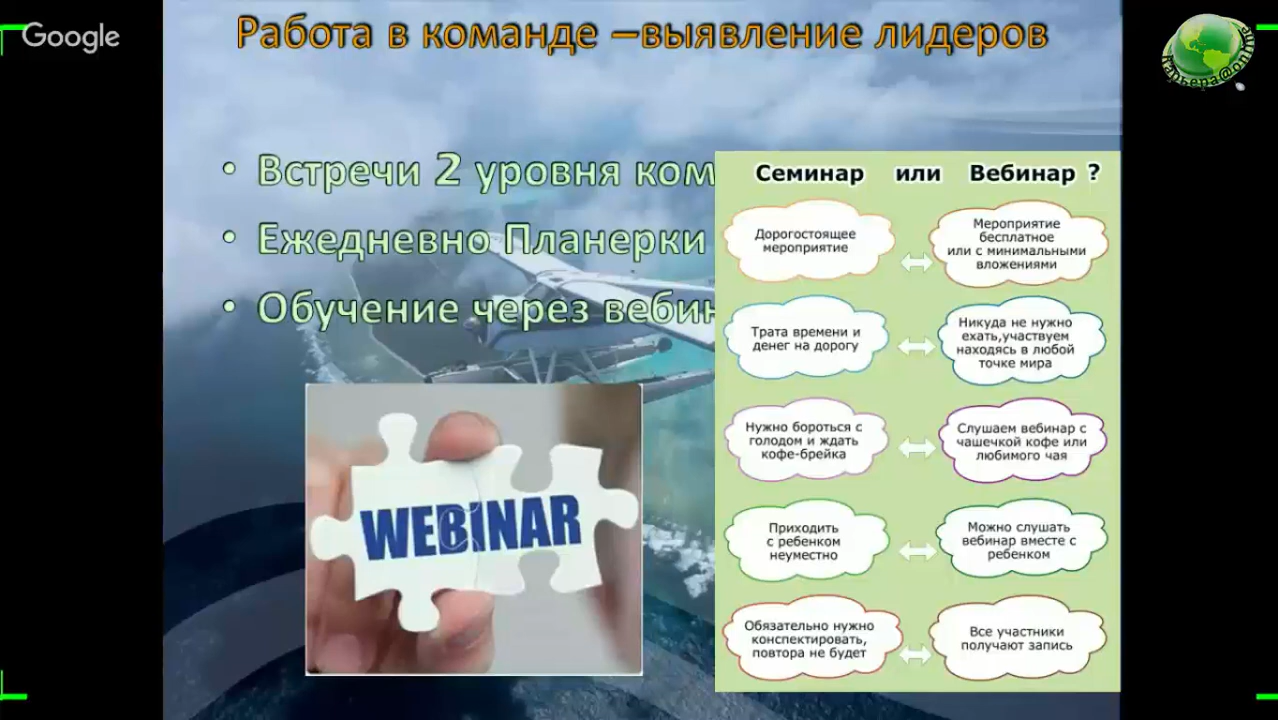 Google
Работа в команде –выявление лидеров
Карьера@online
• Встречи 2 уровня
• Ежедневно Планерки
• Обучение через
WEBINAR
Семинар или Вебинар ?
Дорогостоящее
мероприятие
Мероприятие
бесплатное
или с минимальными
вложениями
Трата времени и
денег на дорогу
Никуда не нужно
ехать,участвуем
находясь в любой
точке мира
Нужно бороться с
голодом и ждать
кофе-брейка
Слушаем вебинар с
чашечкой кофе или
любимого чая
Приходить
с ребенком
неуместно
Можно слушать
вебинар вместе с
ребенком
Обязательно нужно
конспектировать,
повтора не будет
Все участники
получают запись